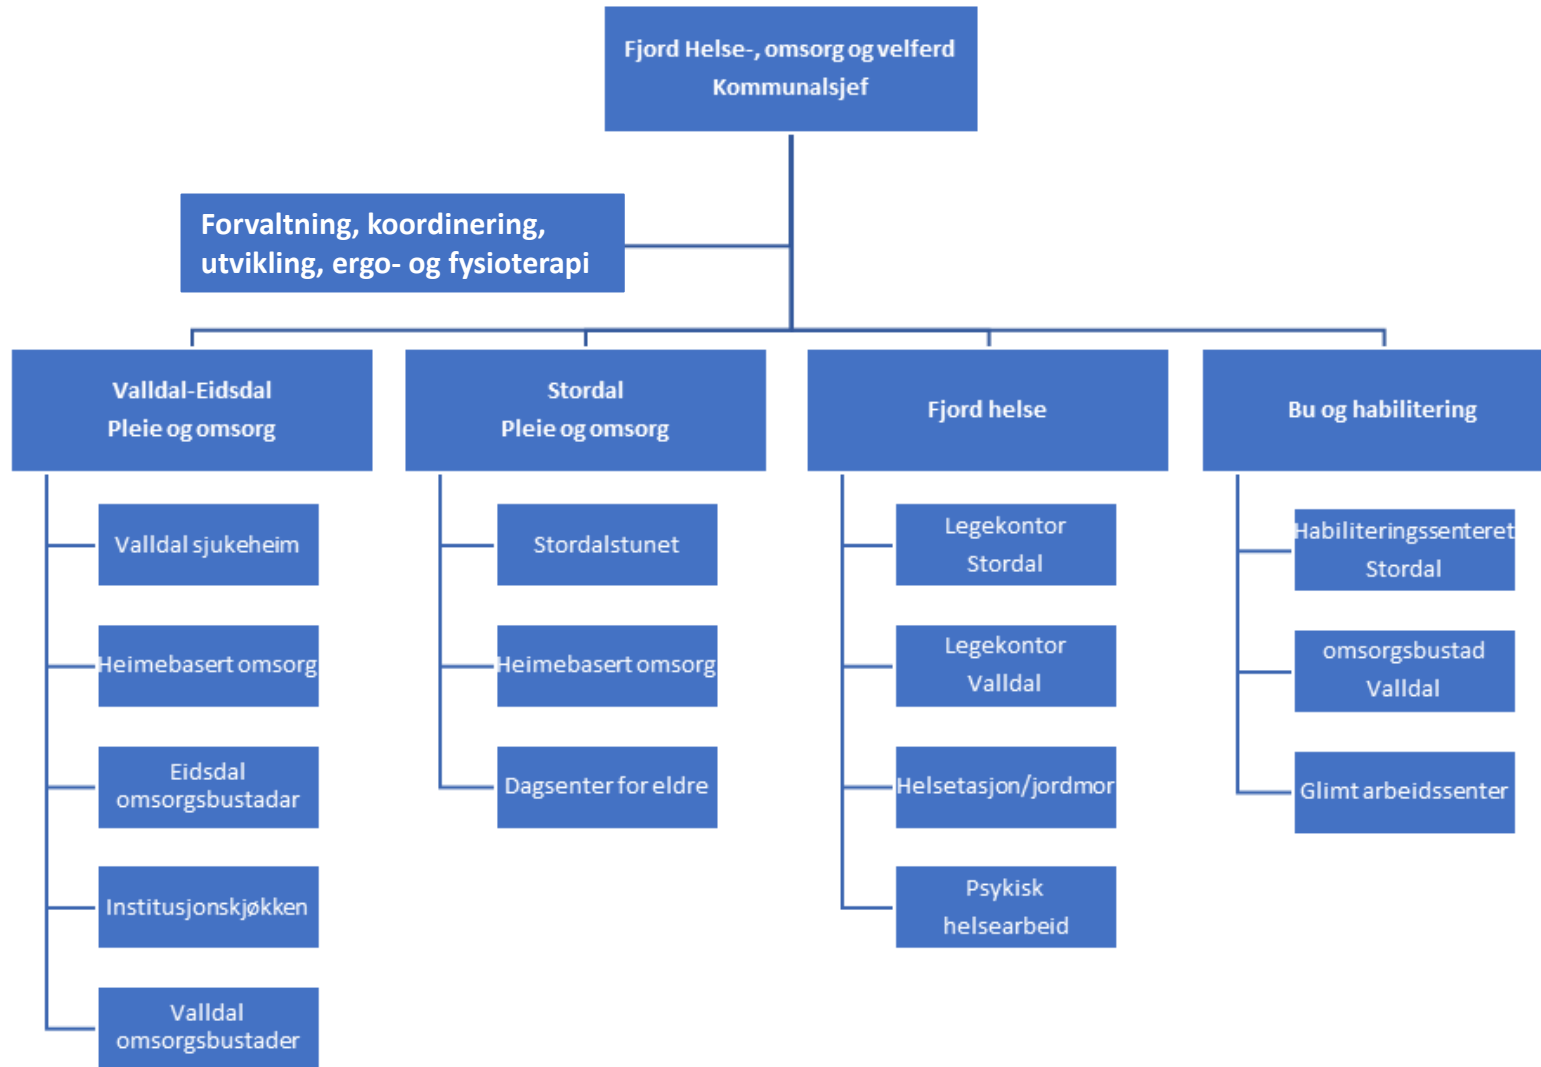 Fjord Helse-, omsorg og velferd
Kommunalsjef
Forvaltning, koordinering,
utvikling, ergo- og fysioterapi
Valldal-Eidsdal
Pleie og omsorg
Valldal sjukeheim
Heimebasert omsorg
Eidsdal
omsorgsbustadar
Institusjonskjøkken
Valldal
omsorgsbustader
Stordal
Pleie og omsorg
Stordalstunet
Heimebasert omsorg
Dagsenter for eldre
Fjord helse
Legekontor
Stordal
Legekontor
Valldal
Helsetasjon/jordmor
Psykisk
helsearbeid
Bu og habilitering
Habiliteringssenteret
Stordal
omsorgsbustad
Valldal
Glimt arbeidssenter